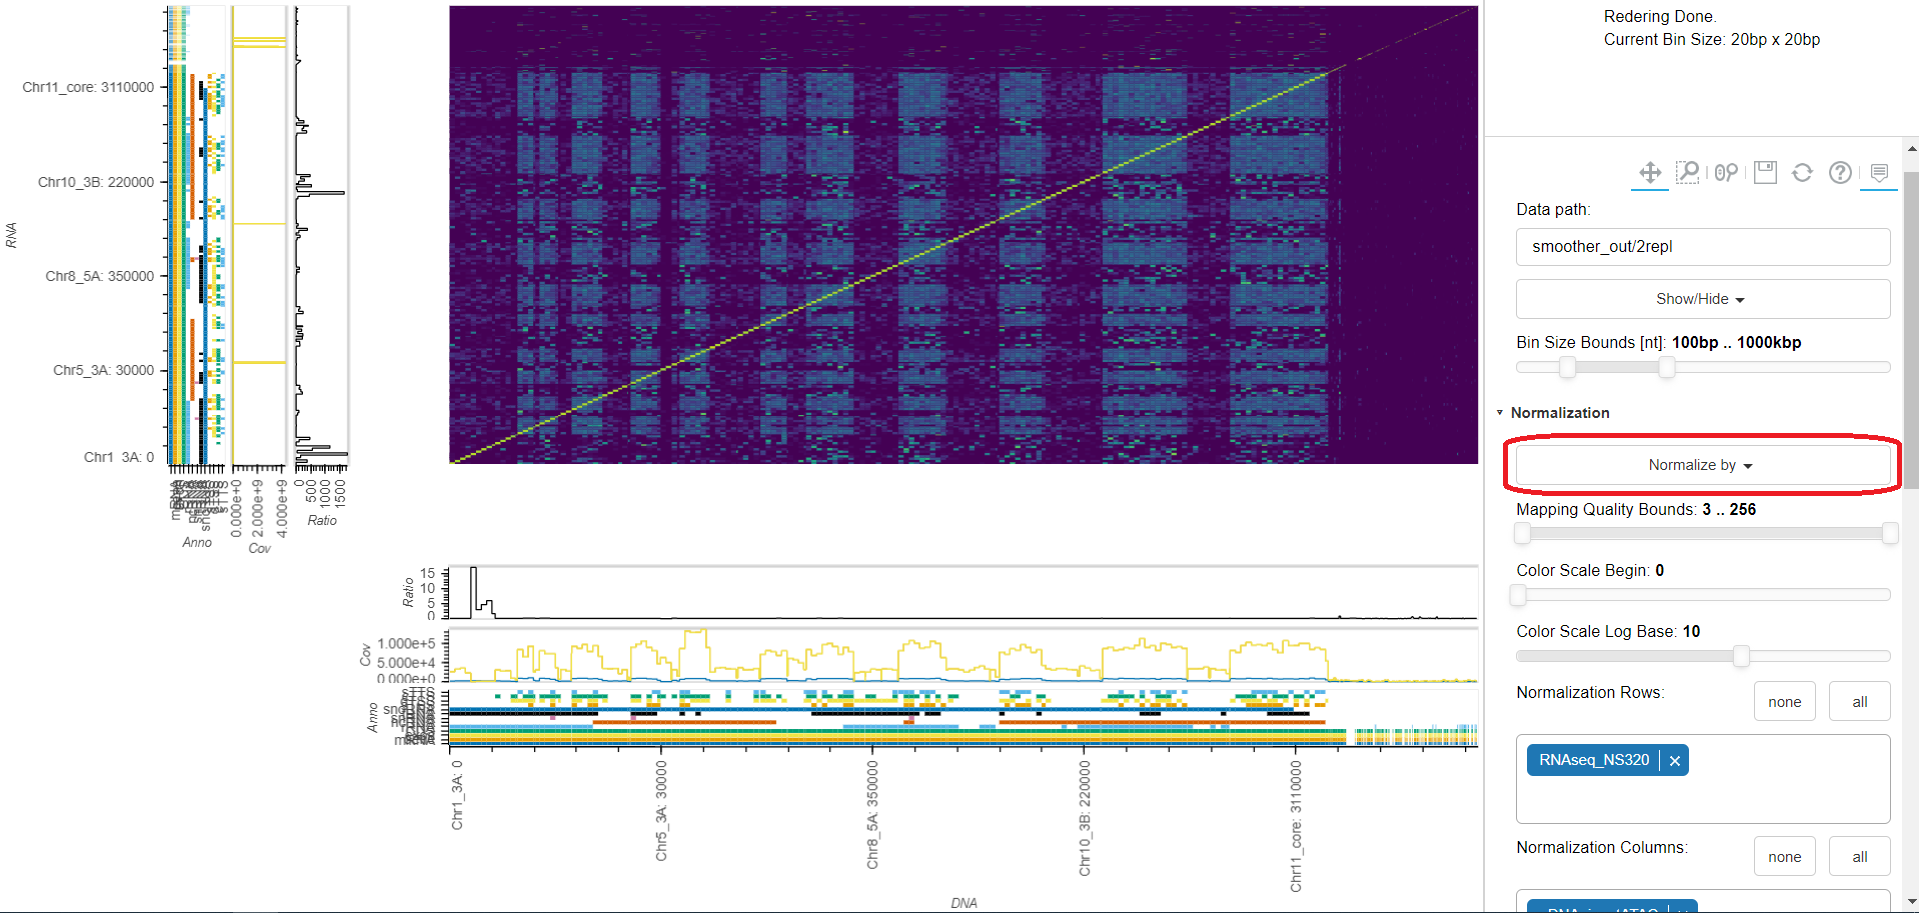 Redering Done.
Current Bin Size: 20bp x 20bp
Data path:
smoother_out/2repl
Show/Hide
Bin Size Bounds [nt]: 100bp .. 1000kbp
Normalization
Normalize by
Mapping Quality Bounds: 3 .. 256
Color Scale Begin: 0
Color Scale Log Base: 10
Normalization Rows:
none
all
RNAseq_NS320
Normalization Columns:
none
all
RNA
Chr11_core: 3110000
Chr10_3B: 220000
Chr8_5A: 350000
Chr5_3A: 30000
Chr1_3A: 0
Anno
0.000e+0
2.000e+9
4.000e+9
Cov
0
500
1000
1500
Ratio
Ratio
15
10
5
0
Cov
1.000e+5
5.000e+4
0.000e+0
Anno
sTTS
Chr1_3A: 0
Chr5_3A: 30000
Chr8_5A: 350000
Chr10_3B: 220000
Chr11_core: 3110000
DNA